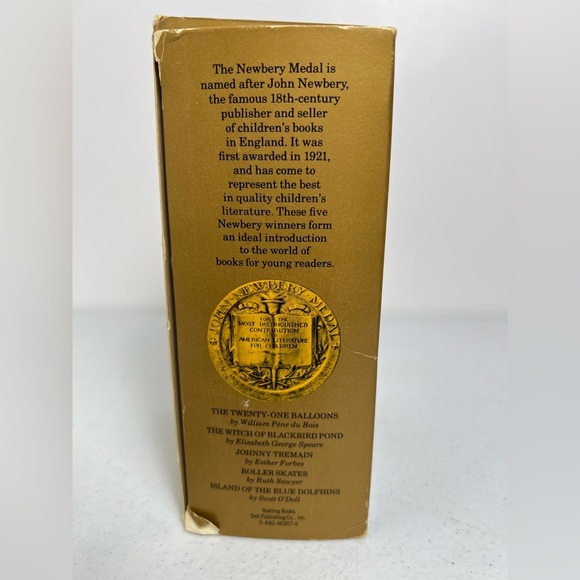 The Newbery Medal is
named after John Newbery,
the famous 18th-century
publisher and seller
of children's books
in England. It was
first awarded in 1921,
and has come to
represent the best
in quality children's
literature. These five
Newbery winners form
an ideal introduction
to the world of
books for young readers.
JOHN NEWBERY MEDAL
FOR THE
MOST DISTINGUISHED
CONTRIBUTION
TO
AMERICAN LITERATURE
FOR CHILDREN
THE TWENTY-ONE BALLOONS
by William Pène du Bois
THE WITCH OF BLACKBIRD POND
by Elizabeth George Speare
JOHNNY TREMAIN
by Esther Forbes
ROLLER SKATES
by Ruth Sawyer
ISLAND OF THE BLUE DOLPHINS
by Scott O'Dell
Yearling Books
Dell Publishing Co., Inc.